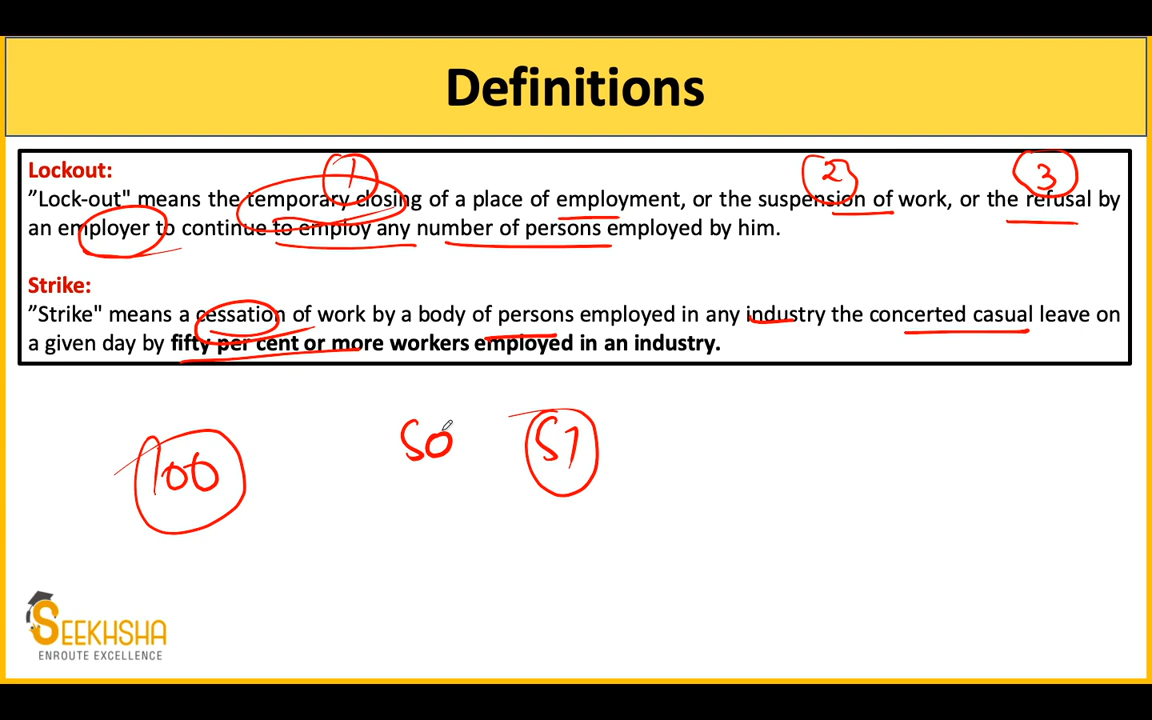 Definitions
Lockout:
”Lock-out" means the temporary closing of a place of employment, or the suspension of work, or the refusal by
an employer to continue to employ any number of persons employed by him.
Strike:
”Strike" means a cessation of work by a body of persons employed in any industry the concerted casual leave on
a given day by fifty per cent or more workers employed in an industry.
1
2
3
100
50
51
SEEKHSHA
ENROUTE EXCELLENCE